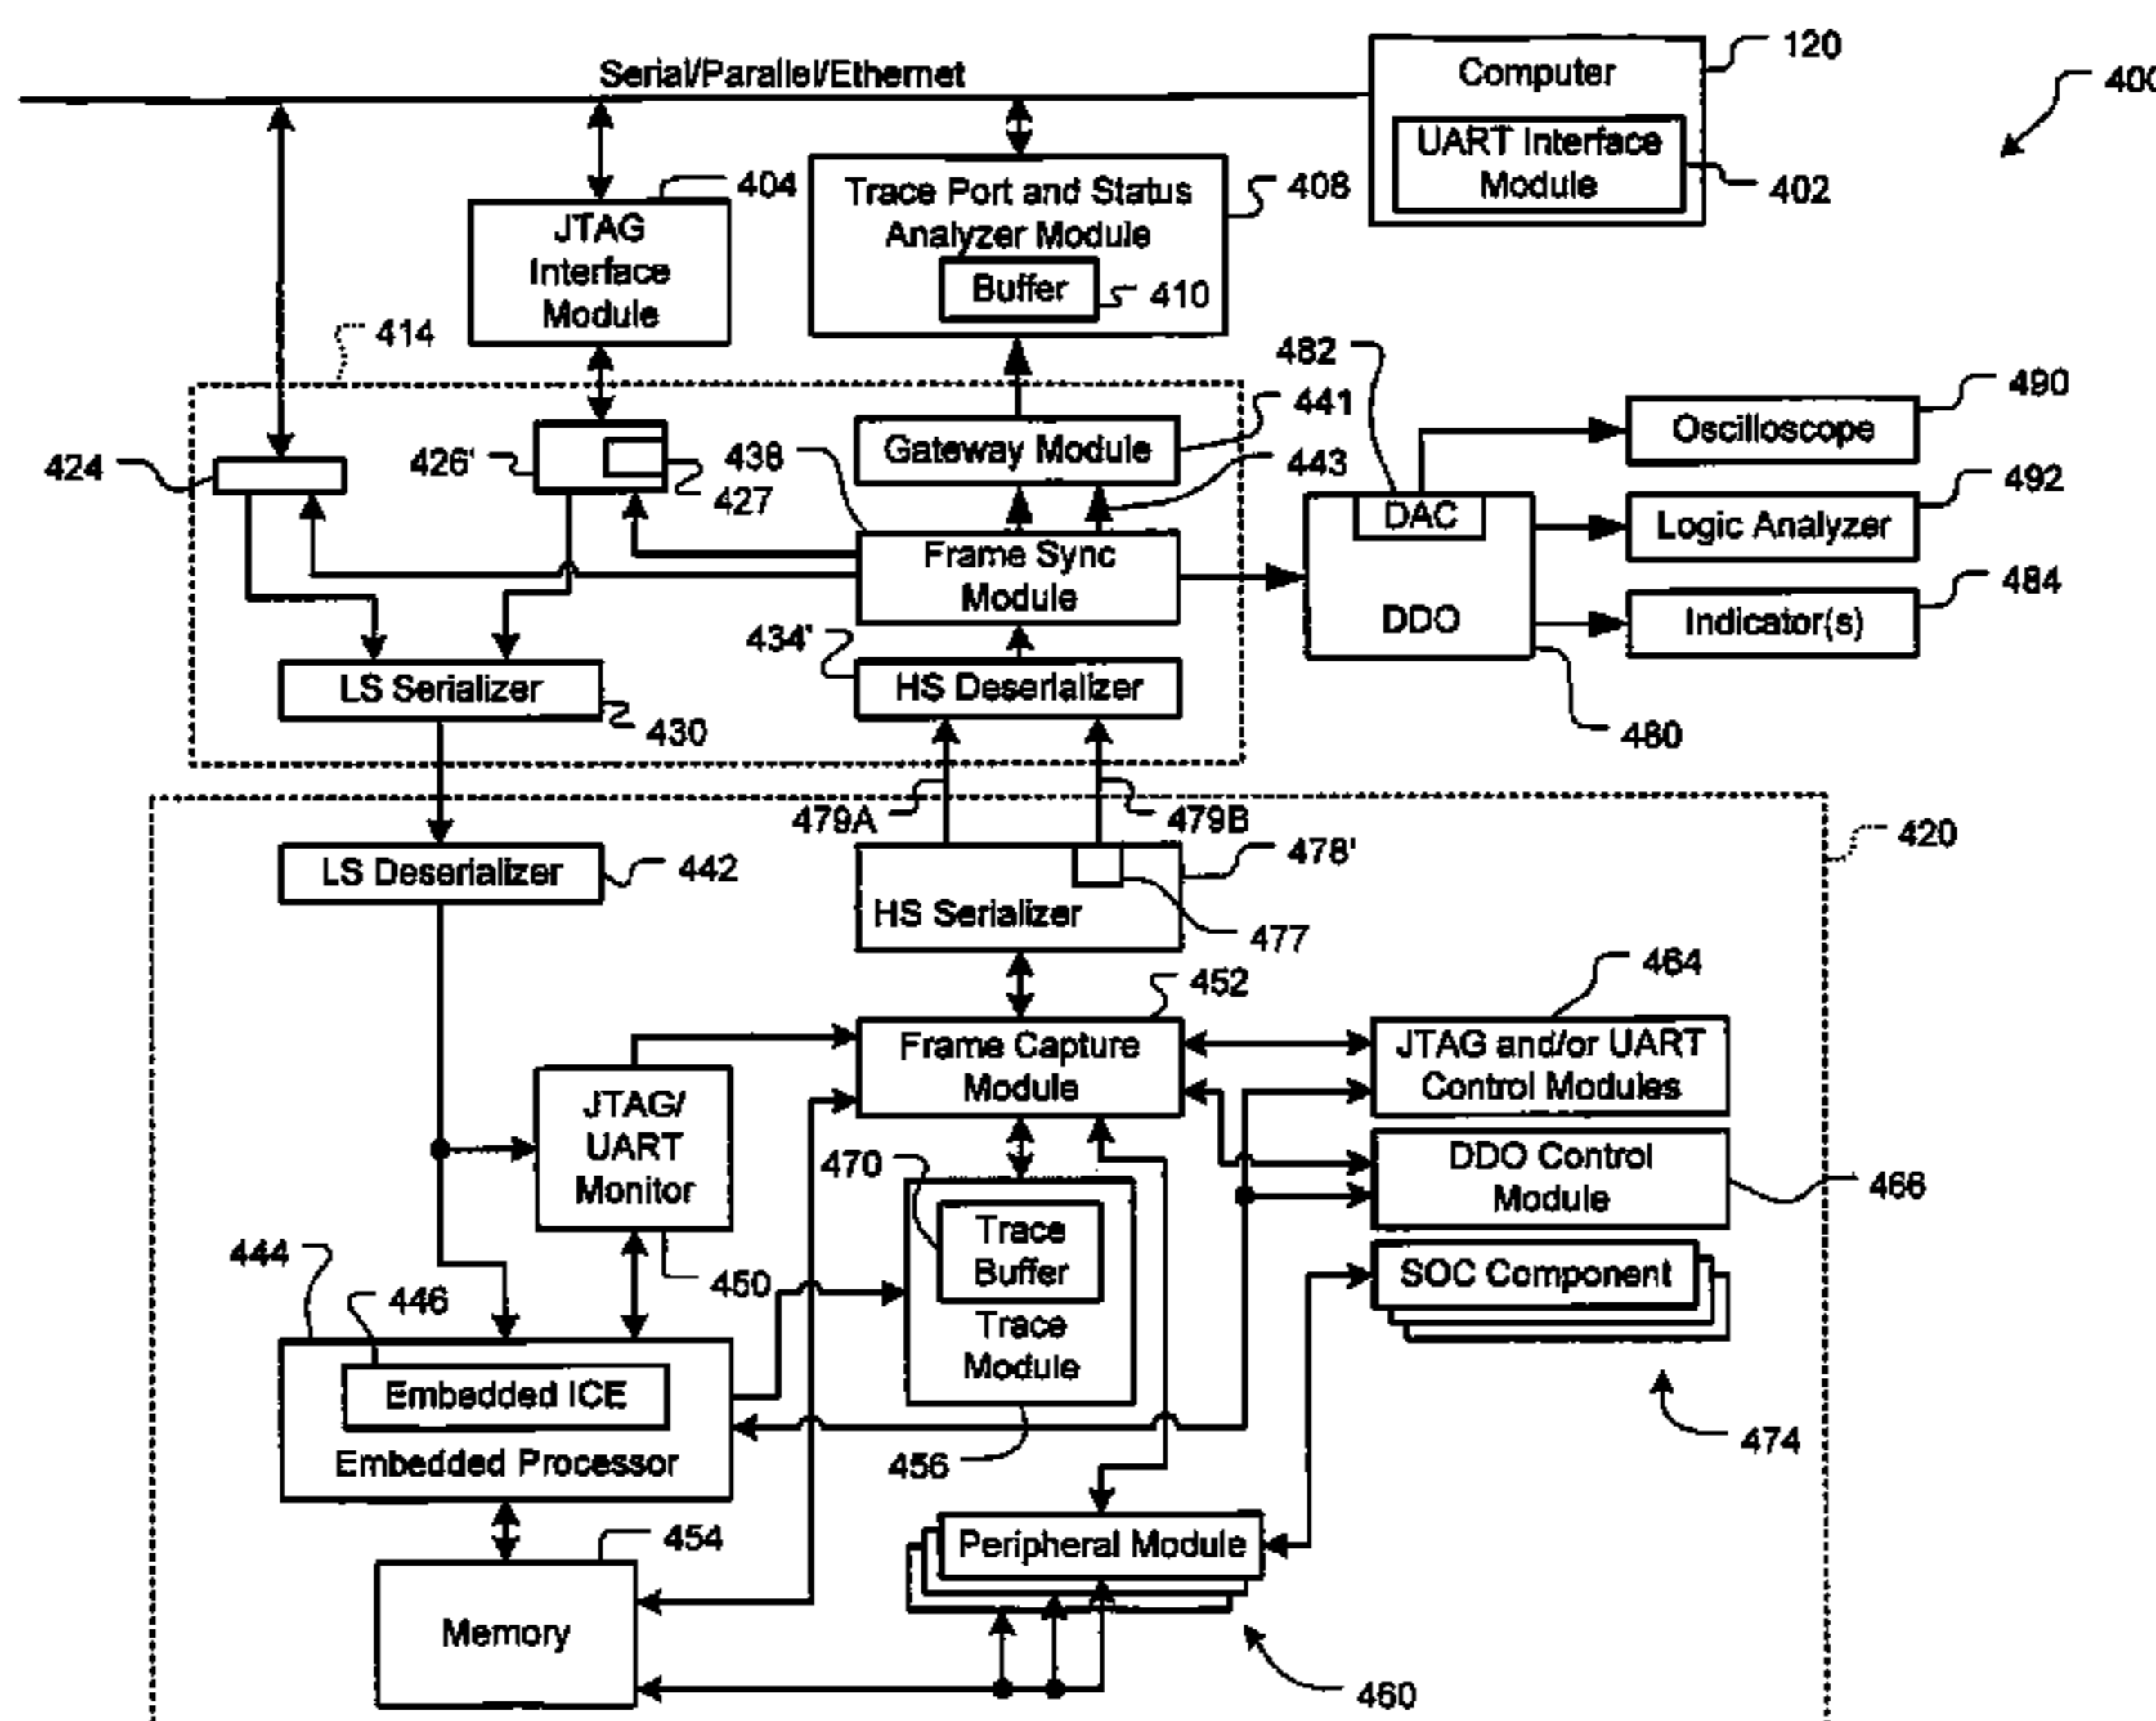 Serial/Parallel/Ethernet
Computer
120
400
UART Interface
Module
402
404
JTAG
Interface
Module
Trace Port and Status
Analyzer Module
408
Buffer
410
414
482
441
490
Oscilloscope
424
426'
427
438
Gateway Module
443
492
DAC
Logic Analyzer
Frame Sync
Module
484
DDO
Indicator(s)
434'
LS Serializer
HS Deserializer
430
480
479A
479B
420
LS Deserializer
442
478'
HS Serializer
477
464
452
Frame Capture
Module
JTAG and/or UART
Control Modules
JTAG/
UART
Monitor
470
DDO Control
Module
466
Trace
Buffer
444
446
450
SOC Component
Trace
Module
Embedded ICE
Embedded Processor
456
474
454
Peripheral Module
Memory
460